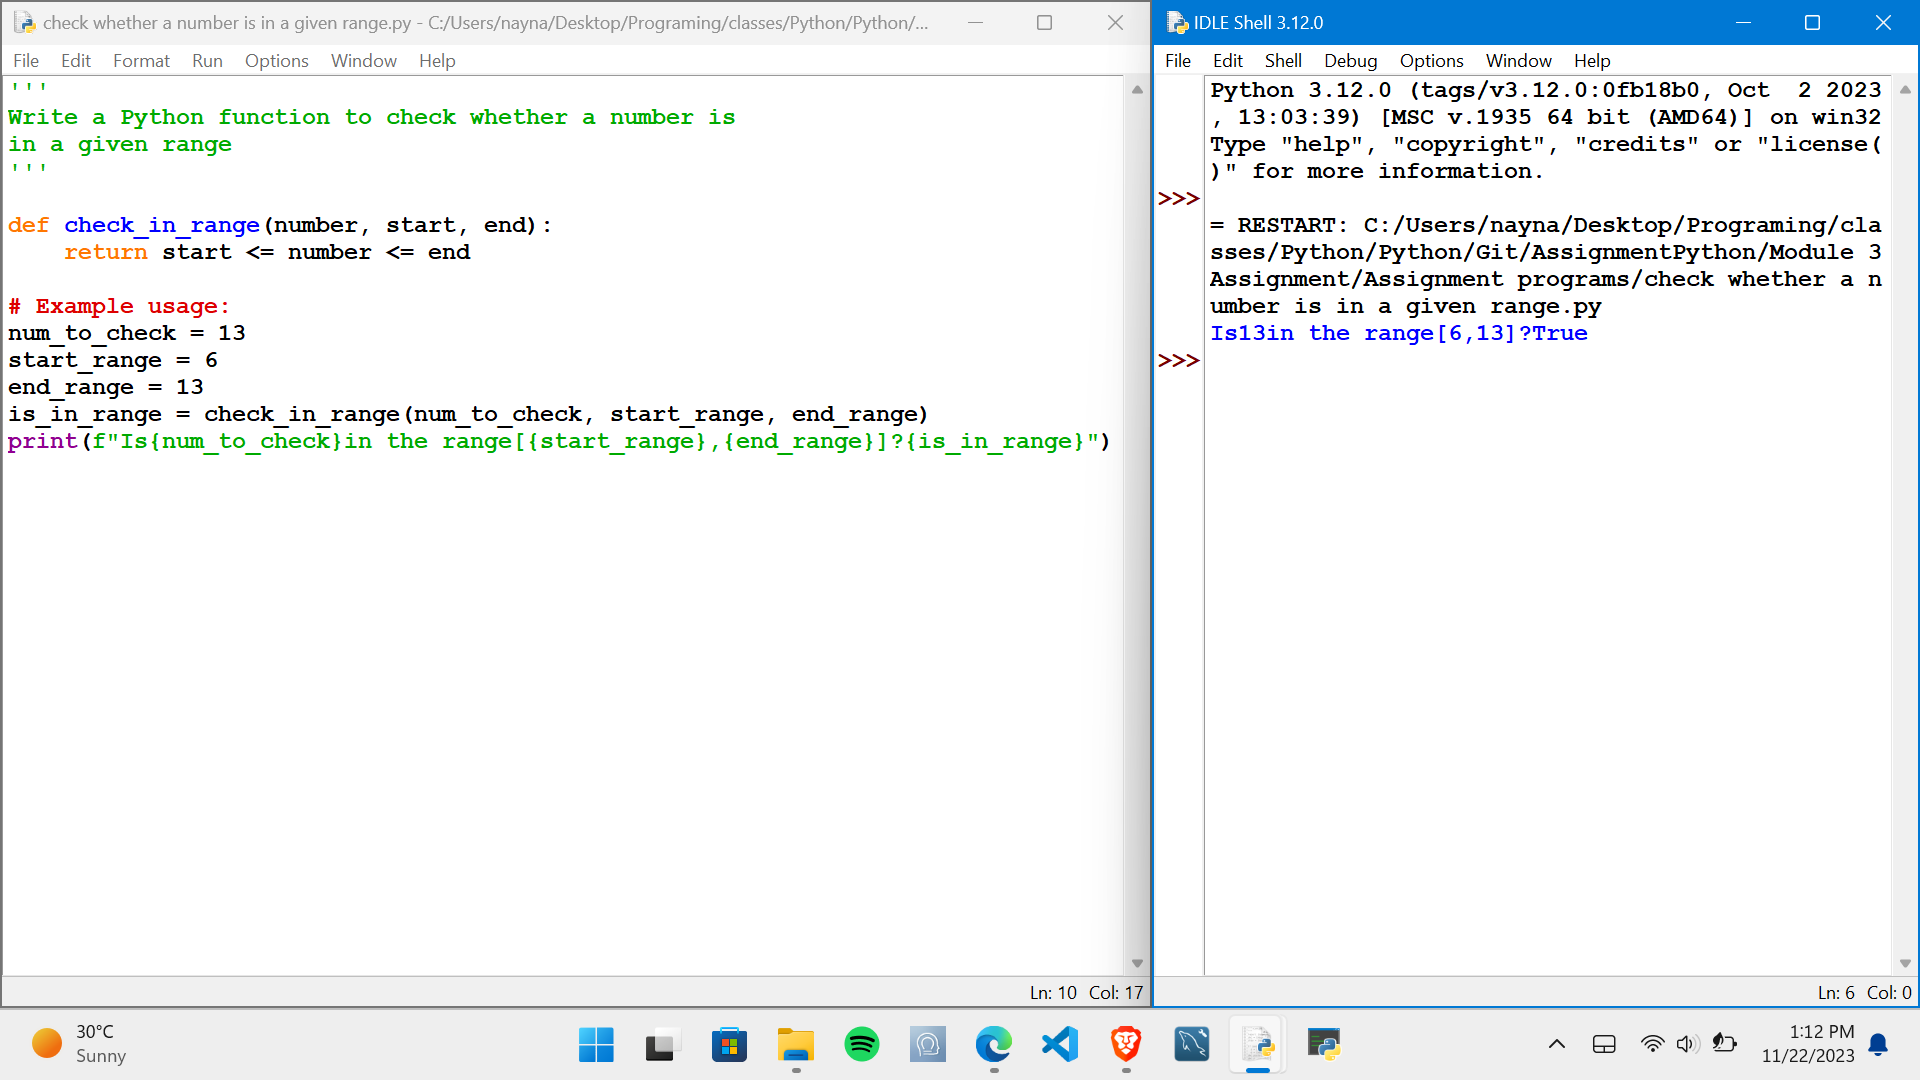 check whether a number is in a given range.py - C:/Users/nayna/Desktop/Programing/classes/Python/Python/...
File Edit Format Run Options Window Help
'''
Write a Python function to check whether a number is
in a given range
'''
def check_in_range(number, start, end):
    return start <= number <= end
# Example usage:
num_to_check = 13
start_range = 6
end_range = 13
is_in_range = check_in_range(num_to_check, start_range, end_range)
print(f"Is{num_to_check}in the range[{start_range},{end_range}]?{is_in_range}")
Ln: 10 Col: 17
IDLE Shell 3.12.0
File Edit Shell Debug Options Window Help
Python 3.12.0 (tags/v3.12.0:0fb18b0, Oct  2 2023
, 13:03:39) [MSC v.1935 64 bit (AMD64)] on win32
Type "help", "copyright", "credits" or "license(
)" for more information.
>>>
= RESTART: C:/Users/nayna/Desktop/Programing/cla
sses/Python/Python/Git/AssignmentPython/Module 3
Assignment/Assignment programs/check whether a n
umber is in a given range.py
Is13in the range[6,13]?True
>>>
Ln: 6 Col: 0
30°C
Sunny
1:12 PM
11/22/2023